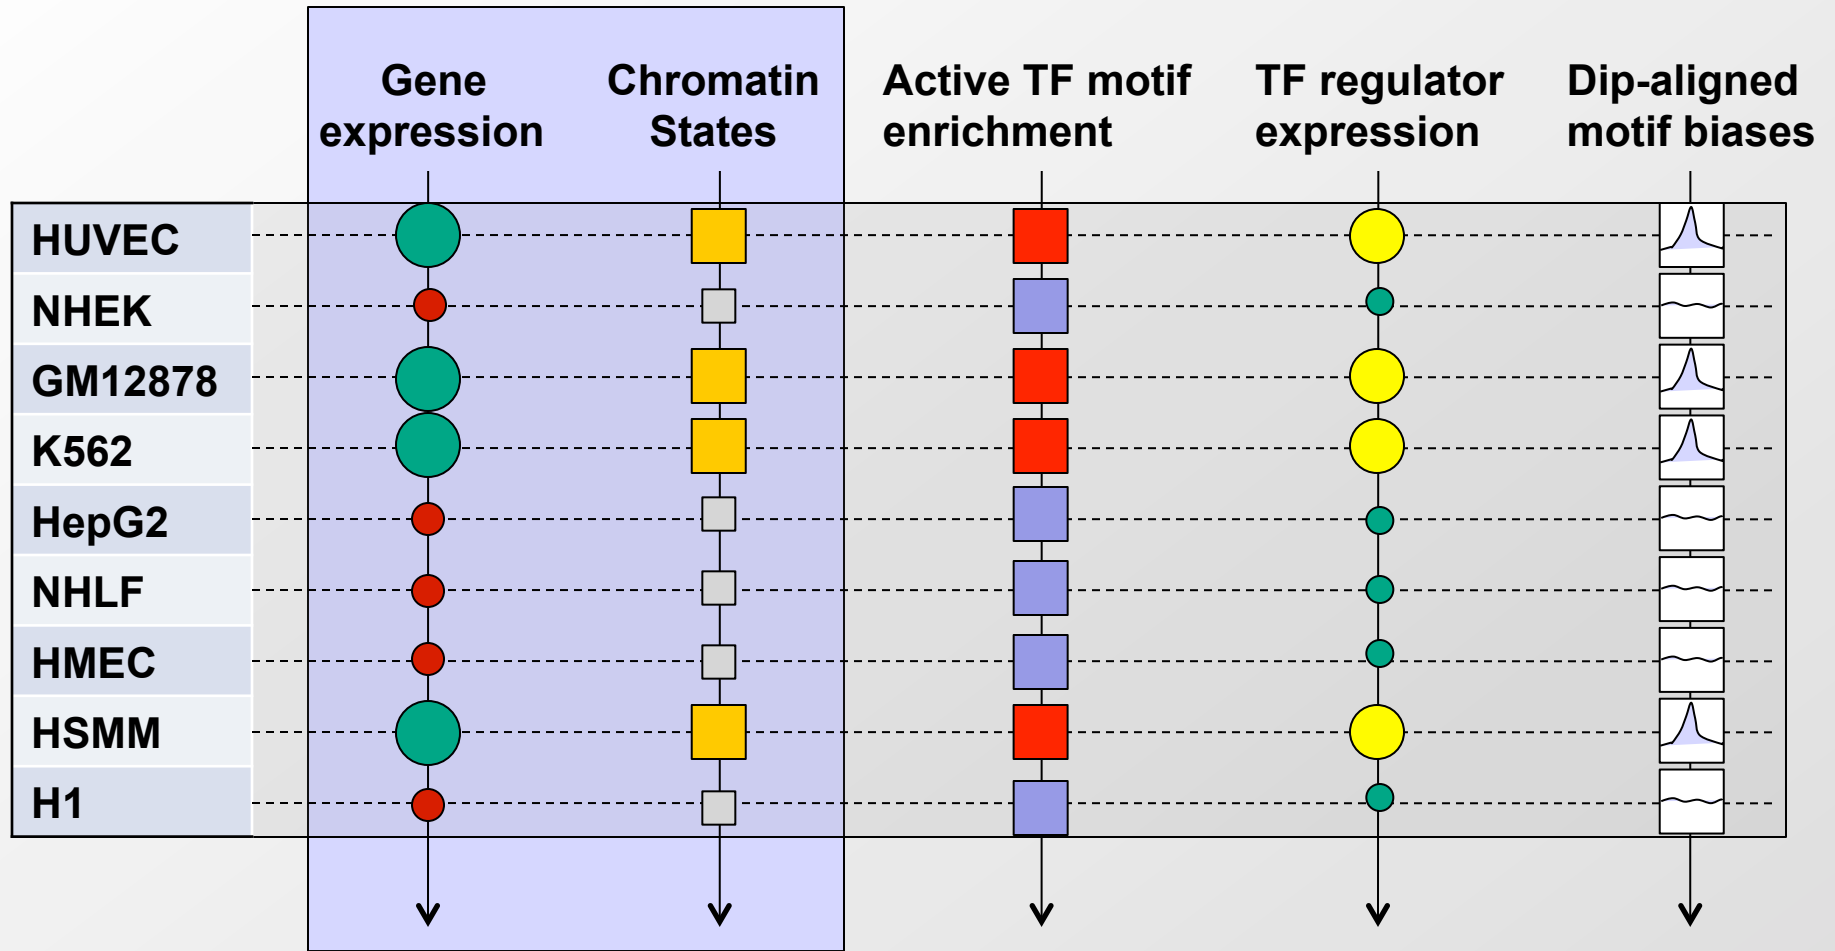 Gene
expression
Chromatin
States
Active TF motif
enrichment
TF regulator
expression
Dip-aligned
motif biases
HUVEC
NHEK
GM12878
K562
HepG2
NHLF
HMEC
HSMM
H1